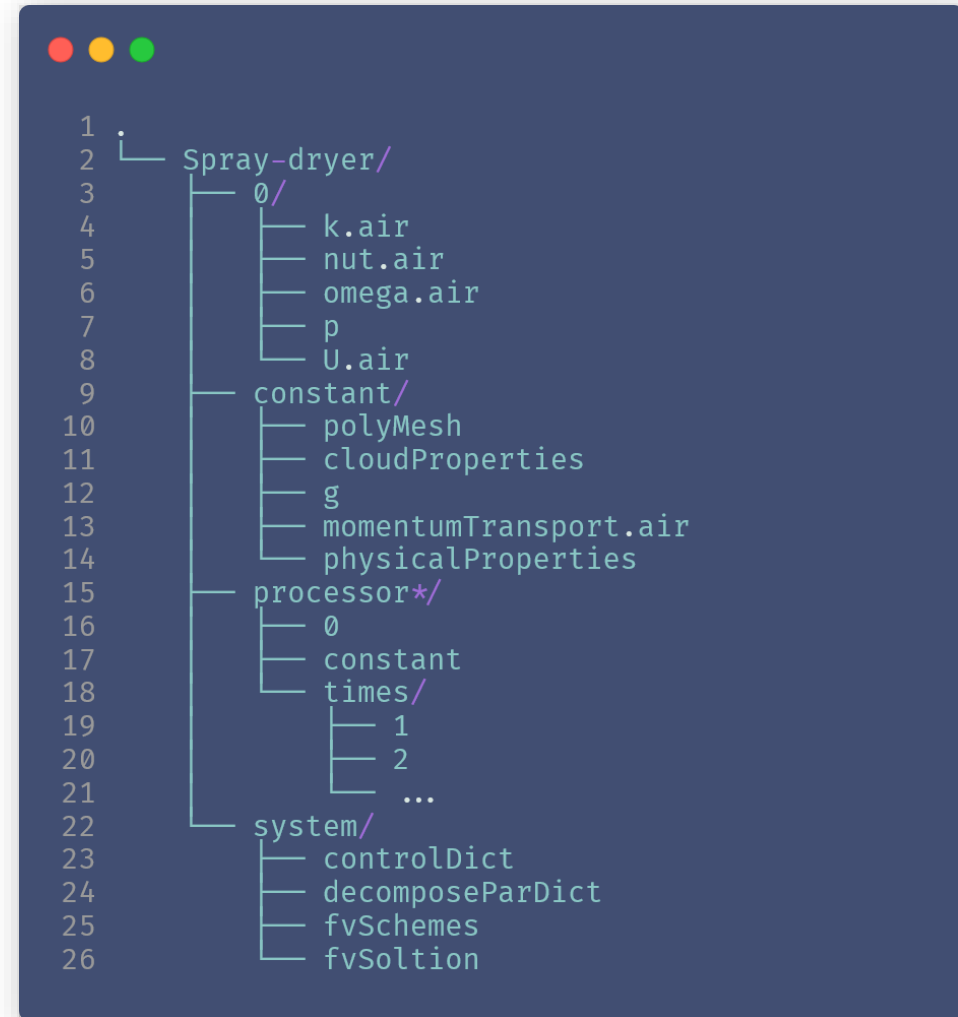 1 .
2 └── Spray-dryer/
3 ├── 0/
4 │ ├── k.air
5 │ ├── nut.air
6 │ ├── omega.air
7 │ ├── p
8 │ └── U.air
9 ├── constant/
10 │ ├── polyMesh
11 │ ├── cloudProperties
12 │ ├── g
13 │ ├── momentumTransport.air
14 │ └── physicalProperties
15 ├── processor*/
16 │ ├── 0
17 │ ├── constant
18 │ └── times/
19 │ ├── 1
20 │ ├── 2
21 │ └── ...
22 └── system/
23 ├── controlDict
24 ├── decomposeParDict
25 ├── fvSchemes
26 └── fvSoltion